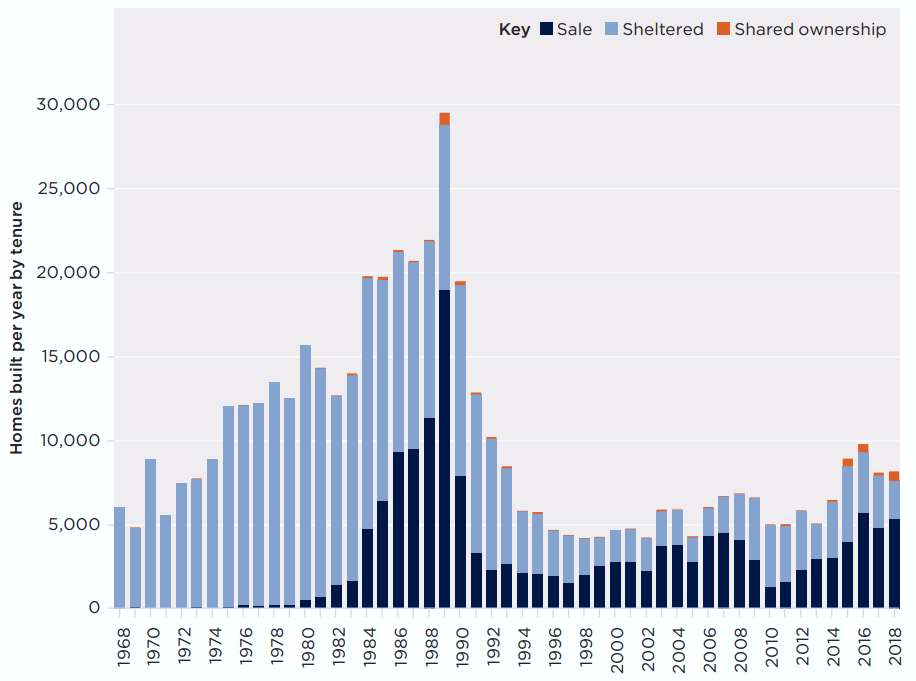 Key Sale Sheltered Shared ownership
Homes built per year by tenure
30,000
25,000
20,000
15,000
10,000
5,000
0
1968 1970 1972 1974 1976 1978 1980 1982 1984 1986 1988 1990 1992 1994 1996 1998 2000 2002 2004 2006 2008 2010 2012 2014 2016 2018